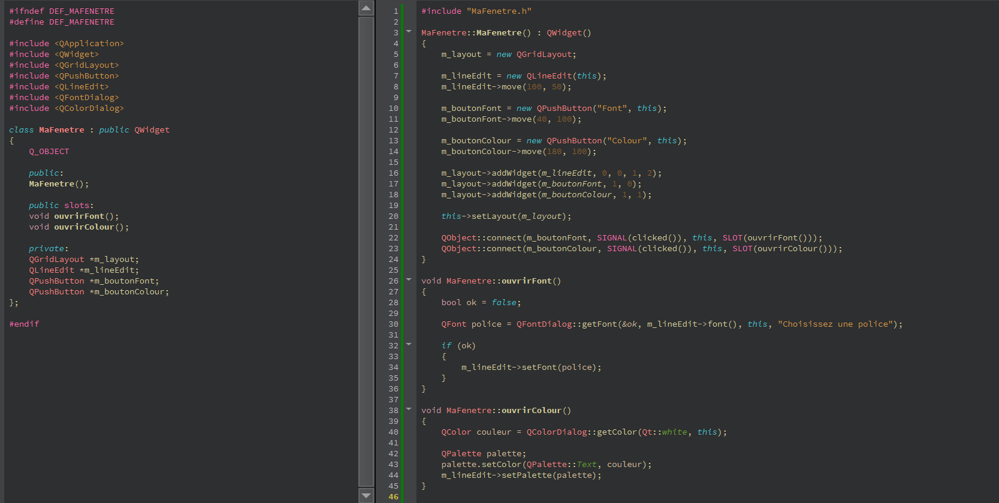 #ifndef DEF_MAFENETRE
#define DEF_MAFENETRE

#include <QApplication>
#include <QWidget>
#include <QGridLayout>
#include <QPushButton>
#include <QLineEdit>
#include <QFontDialog>
#include <QColorDialog>

class MaFenetre : public QWidget
{
    Q_OBJECT

    public:
    MaFenetre();

    public slots:
    void ouvrirFont();
    void ouvrirColour();

    private:
    QGridLayout *m_layout;
    QLineEdit *m_lineEdit;
    QPushButton *m_boutonFont;
    QPushButton *m_boutonColour;
};

#endif

1 #include "MaFenetre.h"
2
3 MaFenetre::MaFenetre() : QWidget()
4 {
5     m_layout = new QGridLayout;
6
7     m_lineEdit = new QLineEdit(this);
8     m_lineEdit->move(100, 50);
9
10     m_boutonFont = new QPushButton("Font", this);
11     m_boutonFont->move(40, 100);
12
13     m_boutonColour = new QPushButton("Colour", this);
14     m_boutonColour->move(180, 100);
15
16     m_layout->addWidget(m_lineEdit, 0, 0, 1, 2);
17     m_layout->addWidget(m_boutonFont, 1, 0);
18     m_layout->addWidget(m_boutonColour, 1, 1);
19
20     this->setLayout(m_layout);
21
22     QObject::connect(m_boutonFont, SIGNAL(clicked()), this, SLOT(ouvrirFont()));
23     QObject::connect(m_boutonColour, SIGNAL(clicked()), this, SLOT(ouvrirColour()));
24 }
25
26 void MaFenetre::ouvrirFont()
27 {
28     bool ok = false;
29
30     QFont police = QFontDialog::getFont(&ok, m_lineEdit->font(), this, "Choisissez une police");
31
32     if (ok)
33     {
34         m_lineEdit->setFont(police);
35     }
36 }
37
38 void MaFenetre::ouvrirColour()
39 {
40     QColor couleur = QColorDialog::getColor(Qt::white, this);
41
42     QPalette palette;
43     palette.setColor(QPalette::Text, couleur);
44     m_lineEdit->setPalette(palette);
45 }
46